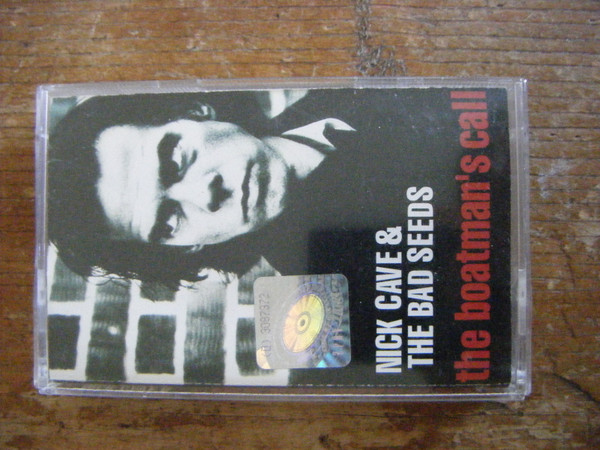 NICK CAVE &
THE BAD SEEDS
the boatman's call